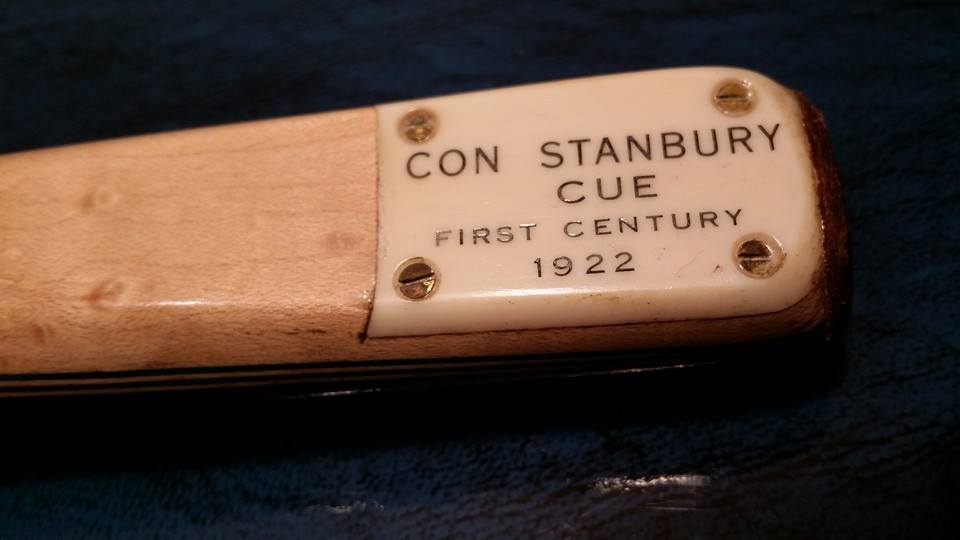 CON STANBURY
CUE
FIRST CENTURY
1922